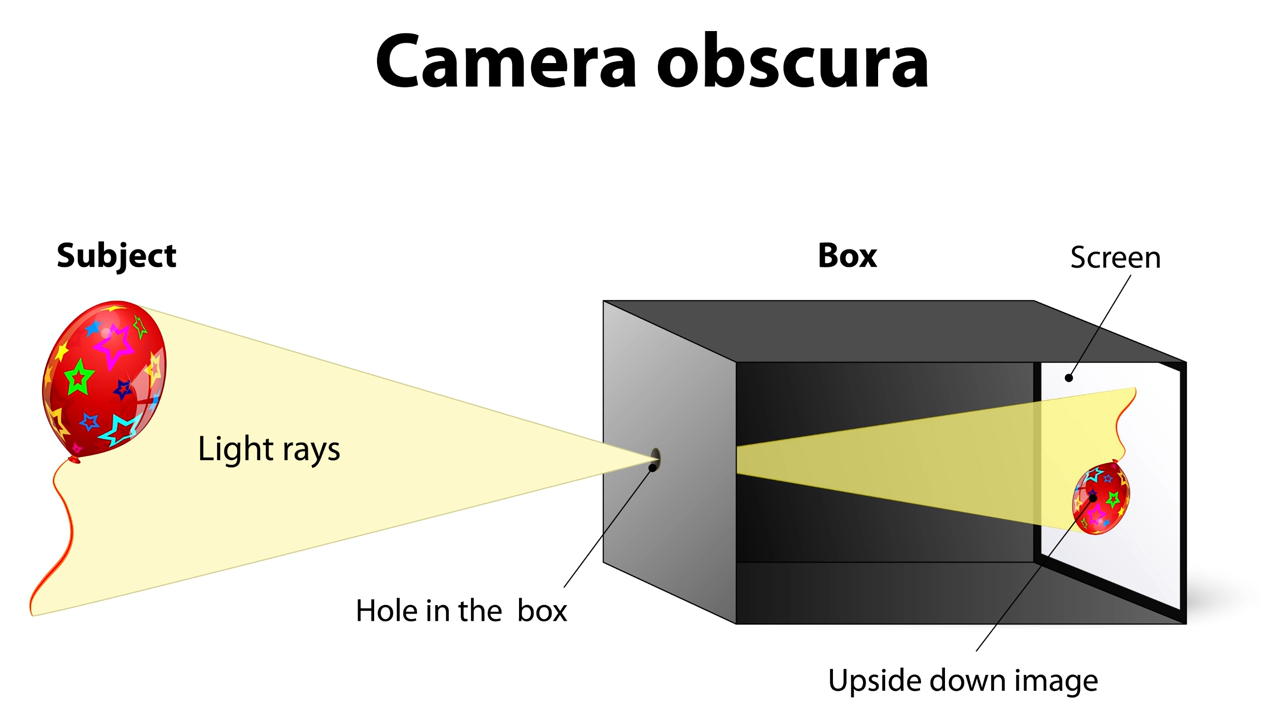 Camera obscura
Subject
Box
Screen
Light rays
Hole in the  box
Upside down image